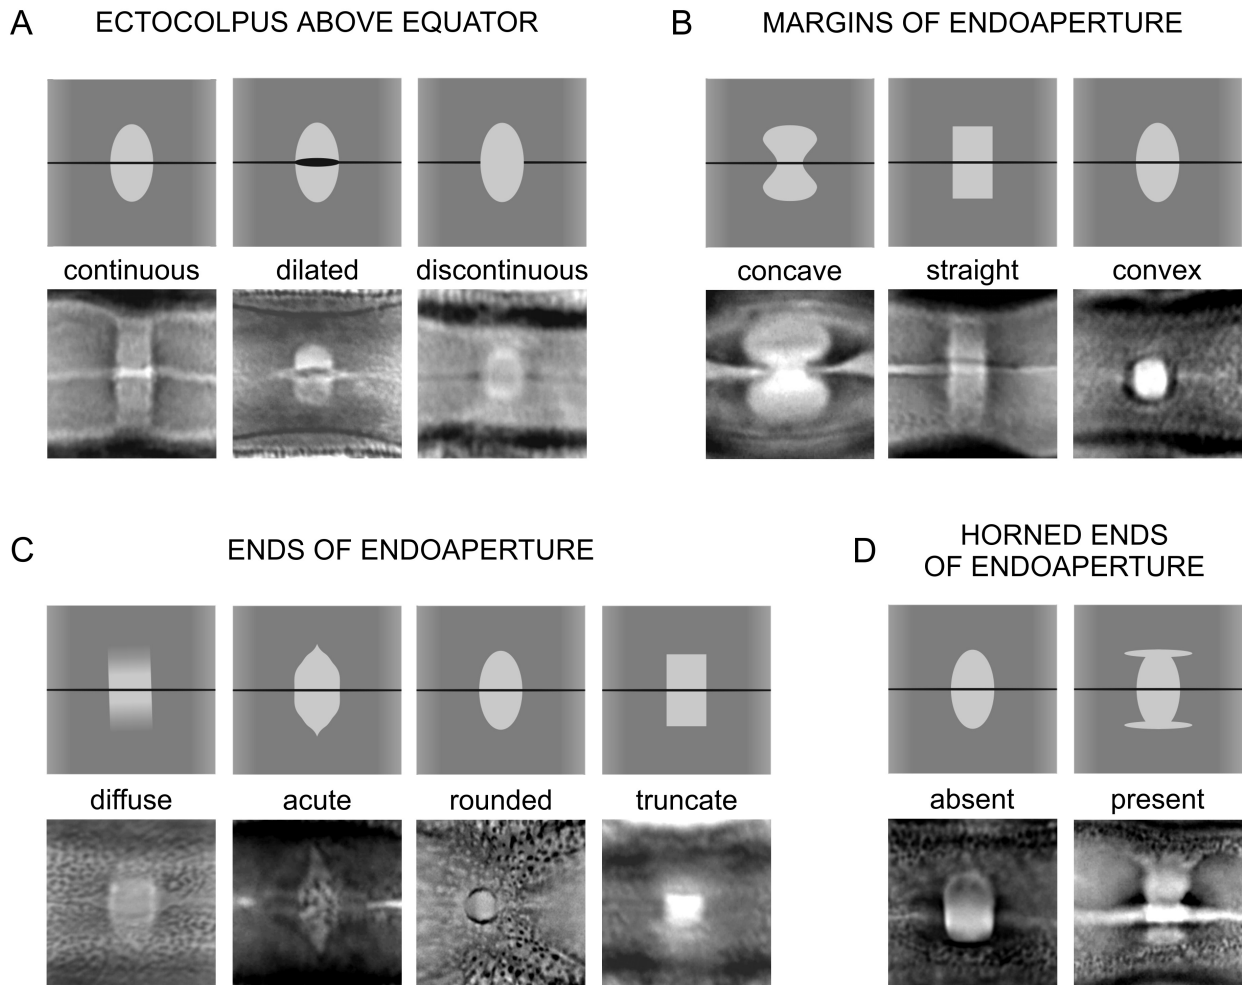 A ECTOCOLPUS ABOVE EQUATOR
continuous dilated discontinuous
B MARGINS OF ENDOAPERTURE
concave straight convex
C ENDS OF ENDOAPERTURE
diffuse acute rounded truncate
D HORNED ENDS
OF ENDOAPERTURE
absent present